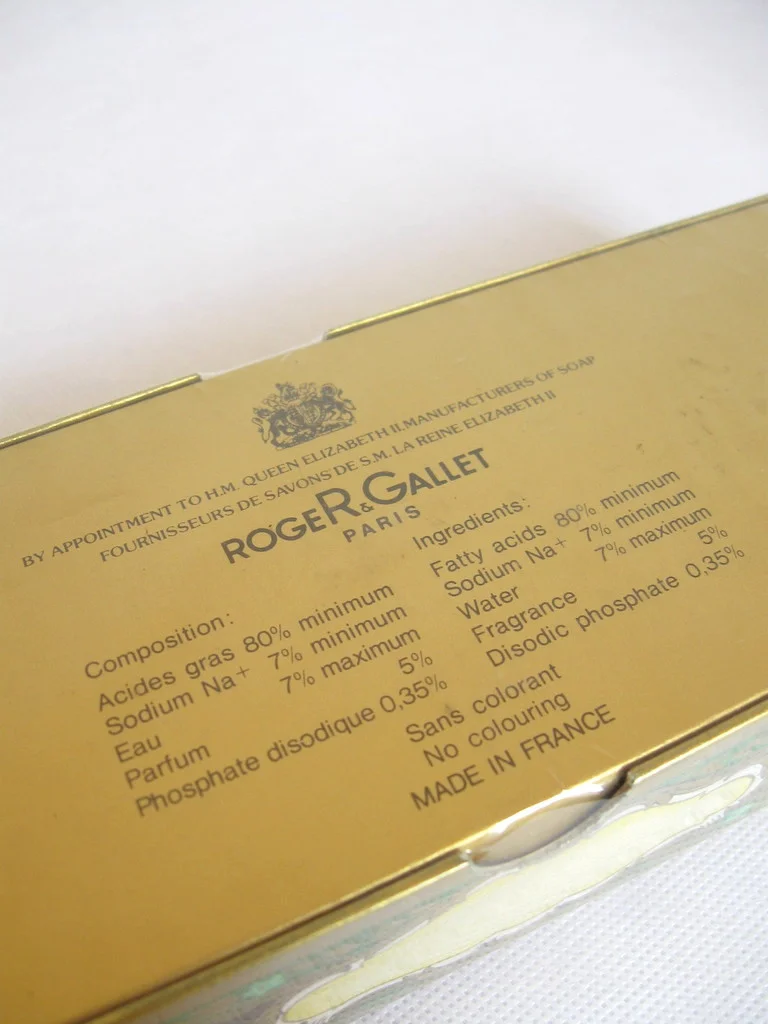 BY APPOINTMENT TO H.M. QUEEN ELIZABETH II.MANUFACTURERS OF SOAP
FOURNISSEURS DE SAVONS DE S.M. LA REINE ELIZABETH II
ROGER & GALLET
PARIS
Composition:
Acides gras 80% minimum
Sodium Na+ 7% minimum
Eau 7% maximum
Parfum 5%
Phosphate disodique 0,35%
Ingredients:
Fatty acids 80% minimum
Sodium Na+ 7% minimum
Water 7% maximum
Fragrance 5%
Disodic phosphate 0,35%
Sans colorant
No colouring
MADE IN FRANCE